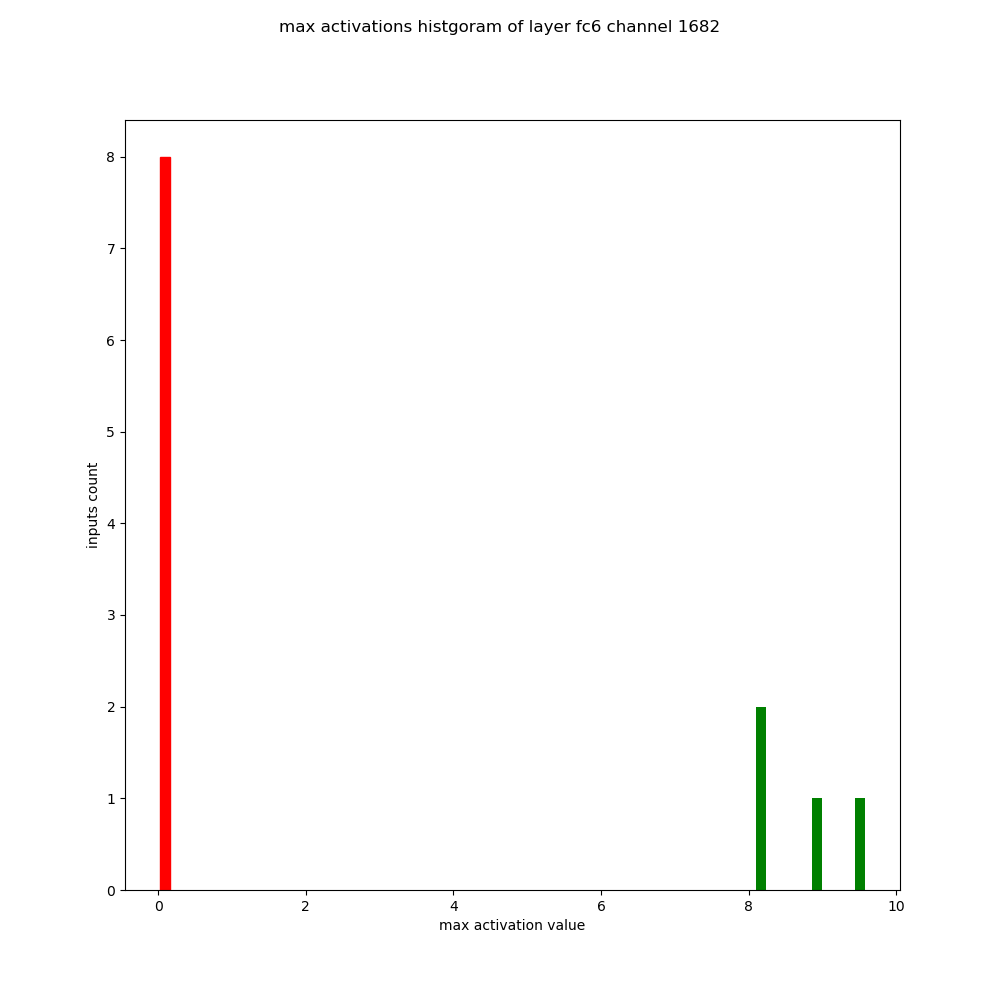 max activations histgoram of layer fc6 channel 1682
8
7
6
5
4
3
2
1
0
inputs count
0 2 4 6 8 10
max activation value